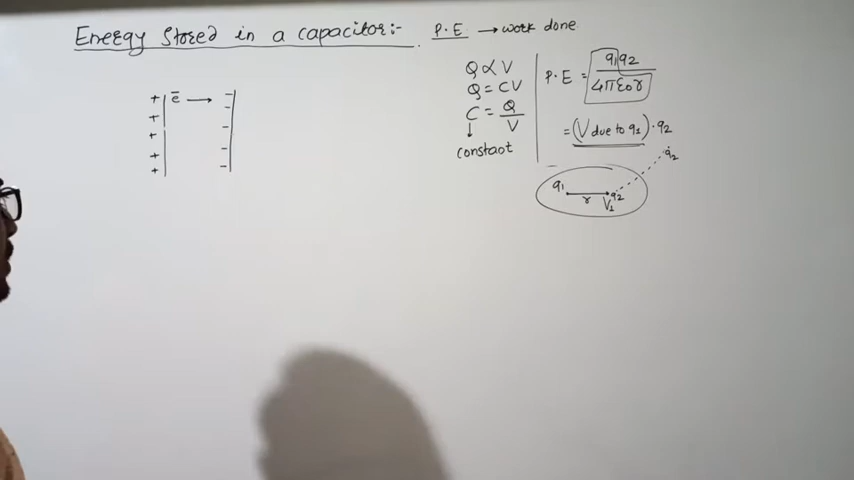 Energy Stored in a capacitor:- P.E → work done
+ e̅ → -
+ -
+ -
+ -
+ -
Q ∝ V
Q = CV
C = Q/V
↓
constant
P.E = q1q2/4πε0r
= (V due to q1) · q2
q2
q1 r V1 q2